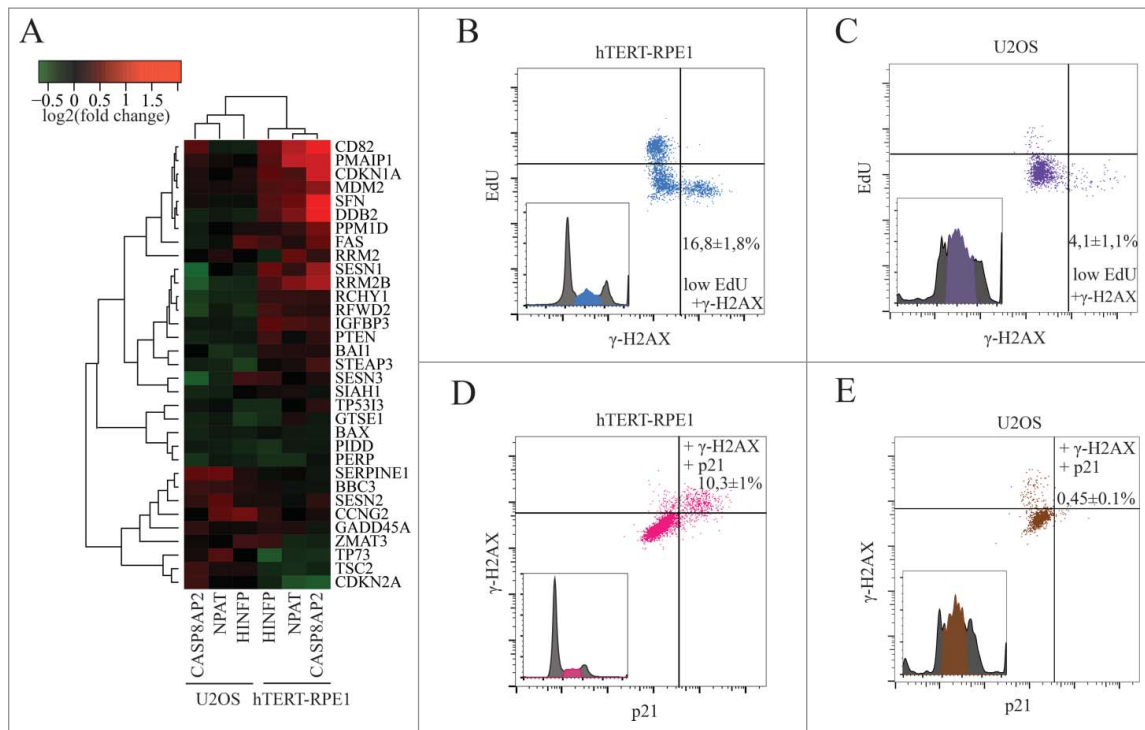 A
−0.5 0 0.5 1 1.5
log2(fold change)
CD82
PMAIP1
CDKN1A
MDM2
SFN
DDB2
PPM1D
FAS
RRM2
SESN1
RRM2B
RCHY1
RFWD2
IGFBP3
PTEN
BAI1
STEAP3
SESN3
SIAH1
TP53I3
GTSE1
BAX
PIDD
PERP
SERPINE1
BBC3
SESN2
CCNG2
GADD45A
ZMAT3
TP73
TSC2
CDKN2A
CASP8AP2
NPAT
HINFP
HINFP
NPAT
CASP8AP2
U2OS hTERT-RPE1
B
hTERT-RPE1
EdU
16,8±1,8%
low EdU
+γ-H2AX
γ-H2AX
C
U2OS
EdU
4,1±1,1%
low EdU
+γ-H2AX
γ-H2AX
D
hTERT-RPE1
+ γ-H2AX
+ p21
10,3±1%
γ-H2AX
p21
E
U2OS
+ γ-H2AX
+ p21
0,45±0.1%
γ-H2AX
p21